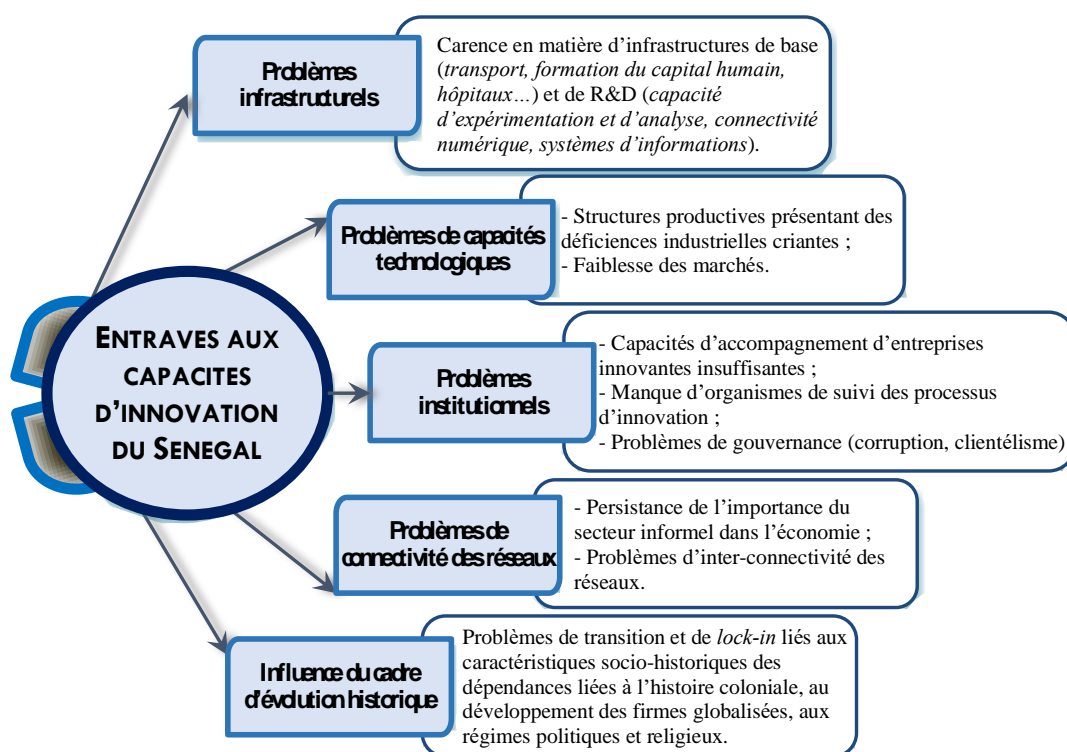 Problèmes
infrastructurels
Carence en matière d’infrastructures de base
(transport, formation du capital humain,
hôpitaux…) et de R&D (capacité
d’expérimentation et d’analyse, connectivité
numérique, systèmes d’informations).
Problèmes de capacités
technologiques
- Structures productives présentant des
déficiences industrielles criantes ;
- Faiblesse des marchés.
ENTRAVES AUX
CAPACITES
D’INNOVATION
DU SENEGAL
Problèmes
institutionnels
- Capacités d’accompagnement d’entreprises
innovantes insuffisantes ;
- Manque d’organismes de suivi des processus
d’innovation ;
- Problèmes de gouvernance (corruption, clientélisme)
Problèmes de
connectivité des réseaux
- Persistance de l’importance du
secteur informel dans l’économie ;
- Problèmes d’inter-connectivité des
réseaux.
Influence du cadre
d'évolution historique
Problèmes de transition et de lock-in liés aux
caractéristiques socio-historiques des
dépendances liées à l’histoire coloniale, au
développement des firmes globalisées, aux
régimes politiques et religieux.